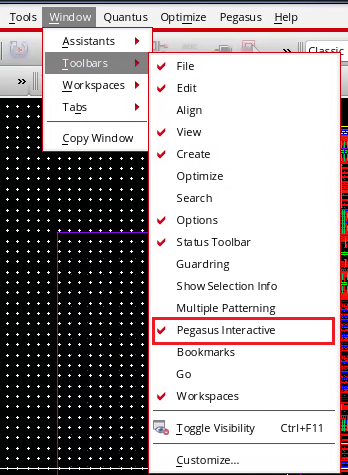 Tools Window Quantus Optimize Pegasus Help
Assistants
Toolbars
Workspaces
Tabs
Copy Window
» Classic
»
File
Edit
Align
View
Create
Optimize
Search
Options
Status Toolbar
Guardring
Show Selection Info
Multiple Patterning
Pegasus Interactive
Bookmarks
Go
Workspaces
Toggle Visibility Ctrl+F11
Customize...